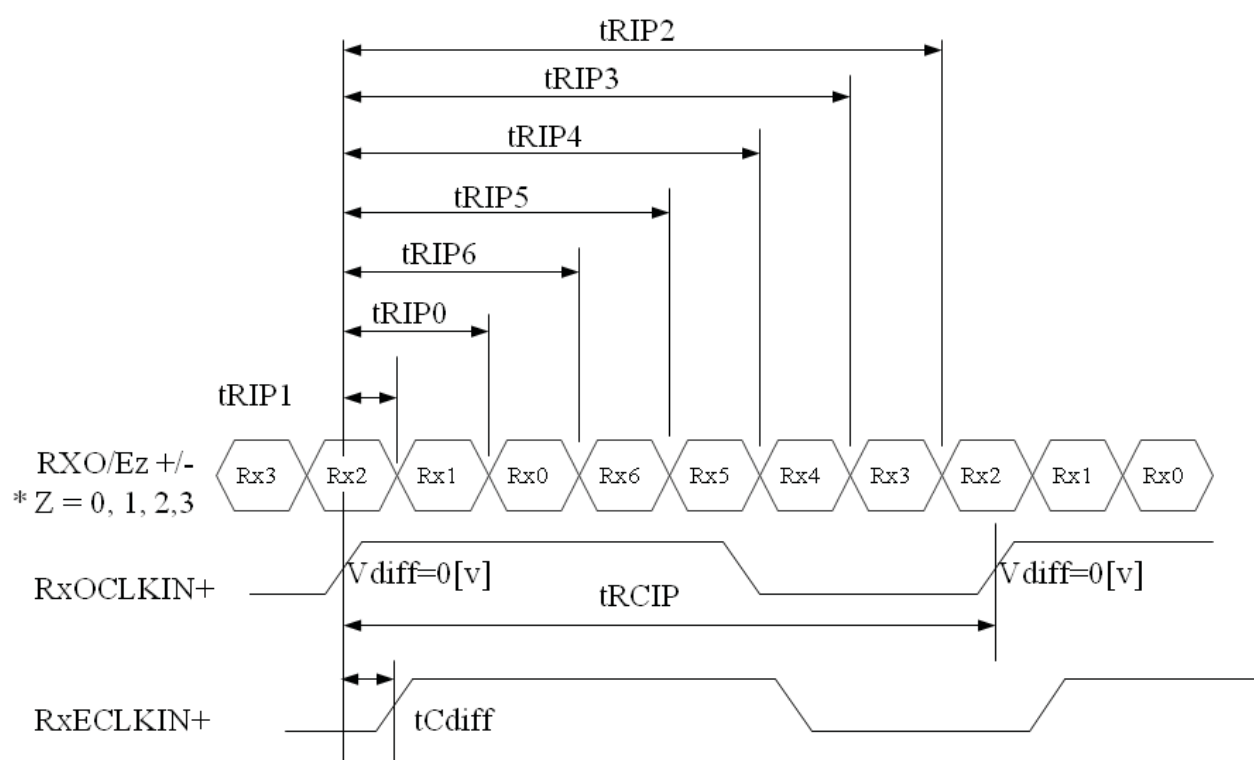 tRIP2
tRIP3
tRIP4
tRIP5
tRIP6
tRIP0
tRIP1
RXO/Ez +/-
* Z = 0, 1, 2,3
Rx3 Rx2 Rx1 Rx0 Rx6 Rx5 Rx4 Rx3 Rx2 Rx1 Rx0
RxOCLKIN+
Vdiff=0[v] Vdiff=0[v]
tRCIP
RxECLKIN+
tCdiff